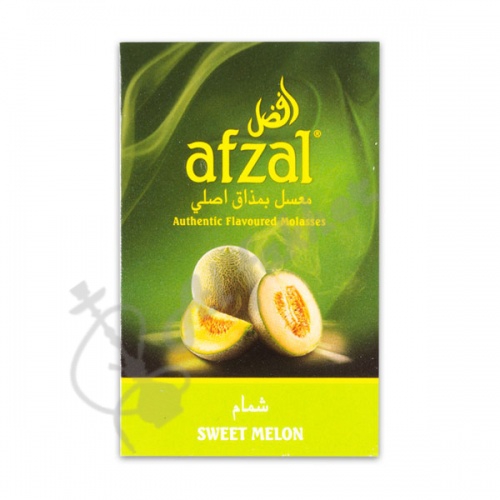 افضل
afzal®
معسل بمذاق اصلي
Authentic Flavoured Molasses
شمام
SWEET MELON